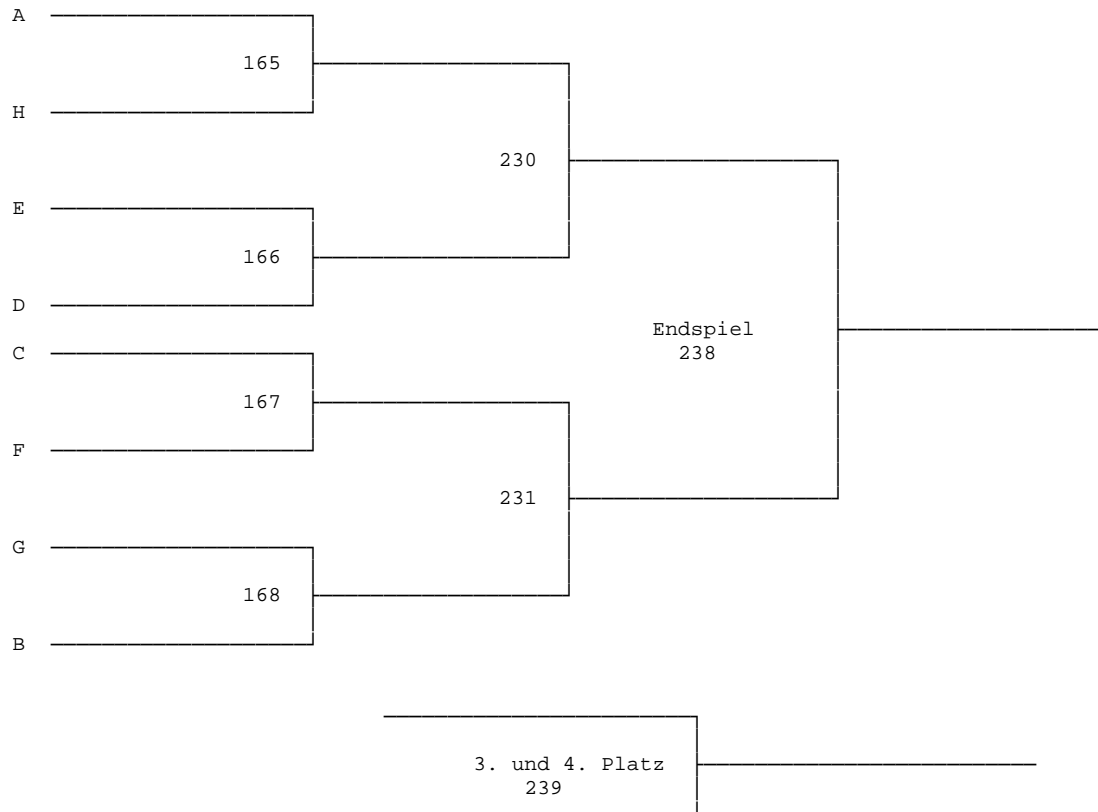 A
165
H
230
E
166
D
Endspiel
238
C
167
F
231
G
168
B
3. und 4. Platz
239